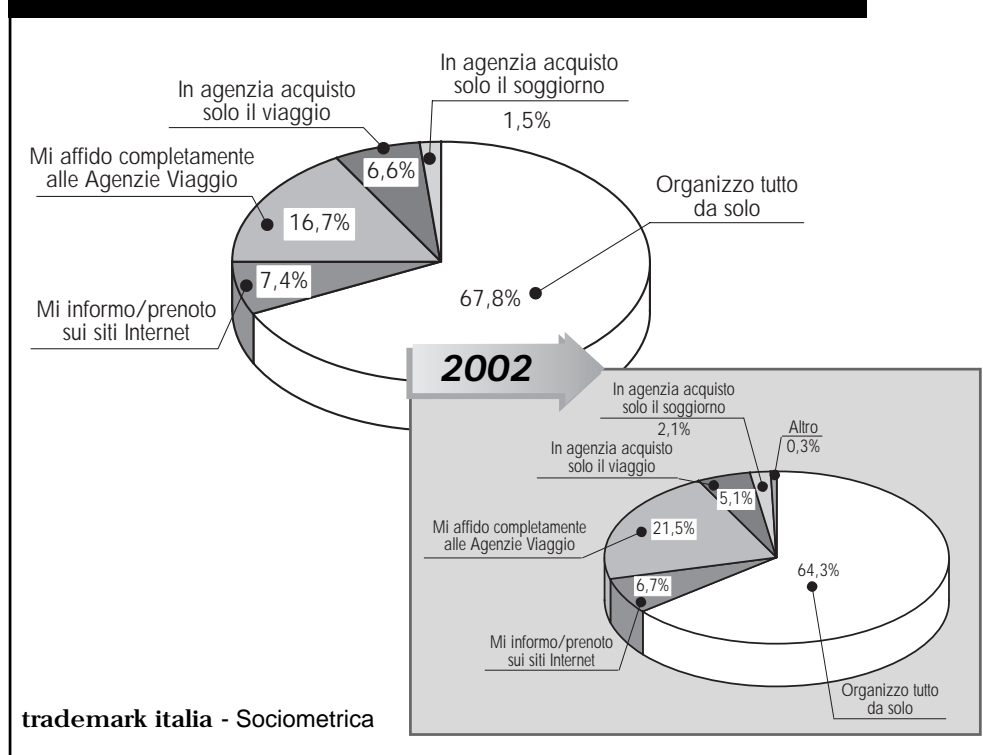 In agenzia acquisto
solo il soggiorno
1,5%
In agenzia acquisto
solo il viaggio
6,6%
Mi affido completamente
alle Agenzie Viaggio
16,7%
Organizzo tutto
da solo
67,8%
7,4%
Mi informo/prenoto
sui siti Internet
2002
In agenzia acquisto
solo il soggiorno
2,1%
Altro
0,3%
In agenzia acquisto
solo il viaggio
5,1%
Mi affido completamente
alle Agenzie Viaggio
21,5%
64,3%
6,7%
Mi informo/prenoto
sui siti Internet
Organizzo tutto
da solo
trademark italia - Sociometrica